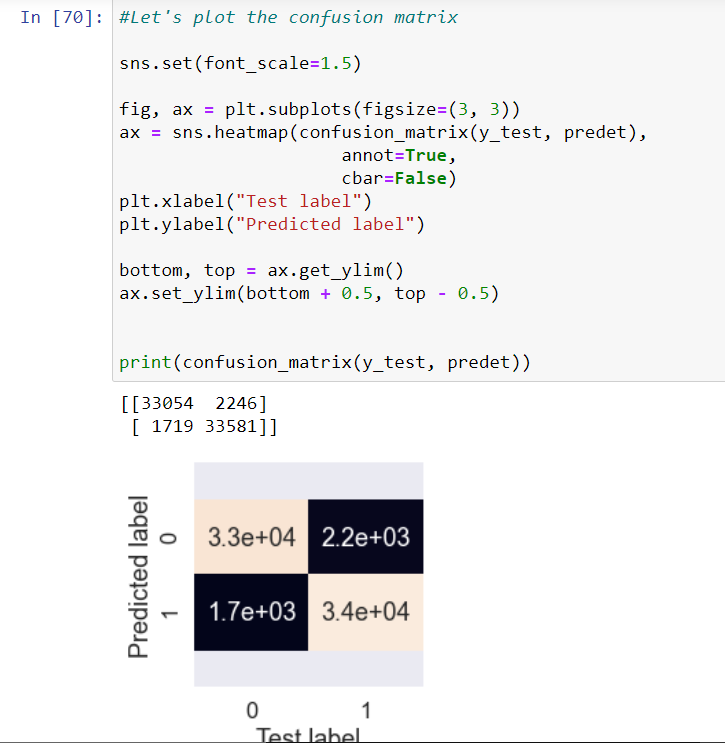 In [70]: #Let's plot the confusion matrix
sns.set(font_scale=1.5)
fig, ax = plt.subplots(figsize=(3, 3))
ax = sns.heatmap(confusion_matrix(y_test, predet),
annot=True,
cbar=False)
plt.xlabel("Test label")
plt.ylabel("Predicted label")
bottom, top = ax.get_ylim()
ax.set_ylim(bottom + 0.5, top - 0.5)
print(confusion_matrix(y_test, predet))
[[33054  2246]
 [ 1719 33581]]
Predicted label
0
3.3e+04 2.2e+03
1
1.7e+03 3.4e+04
0 1
Test label